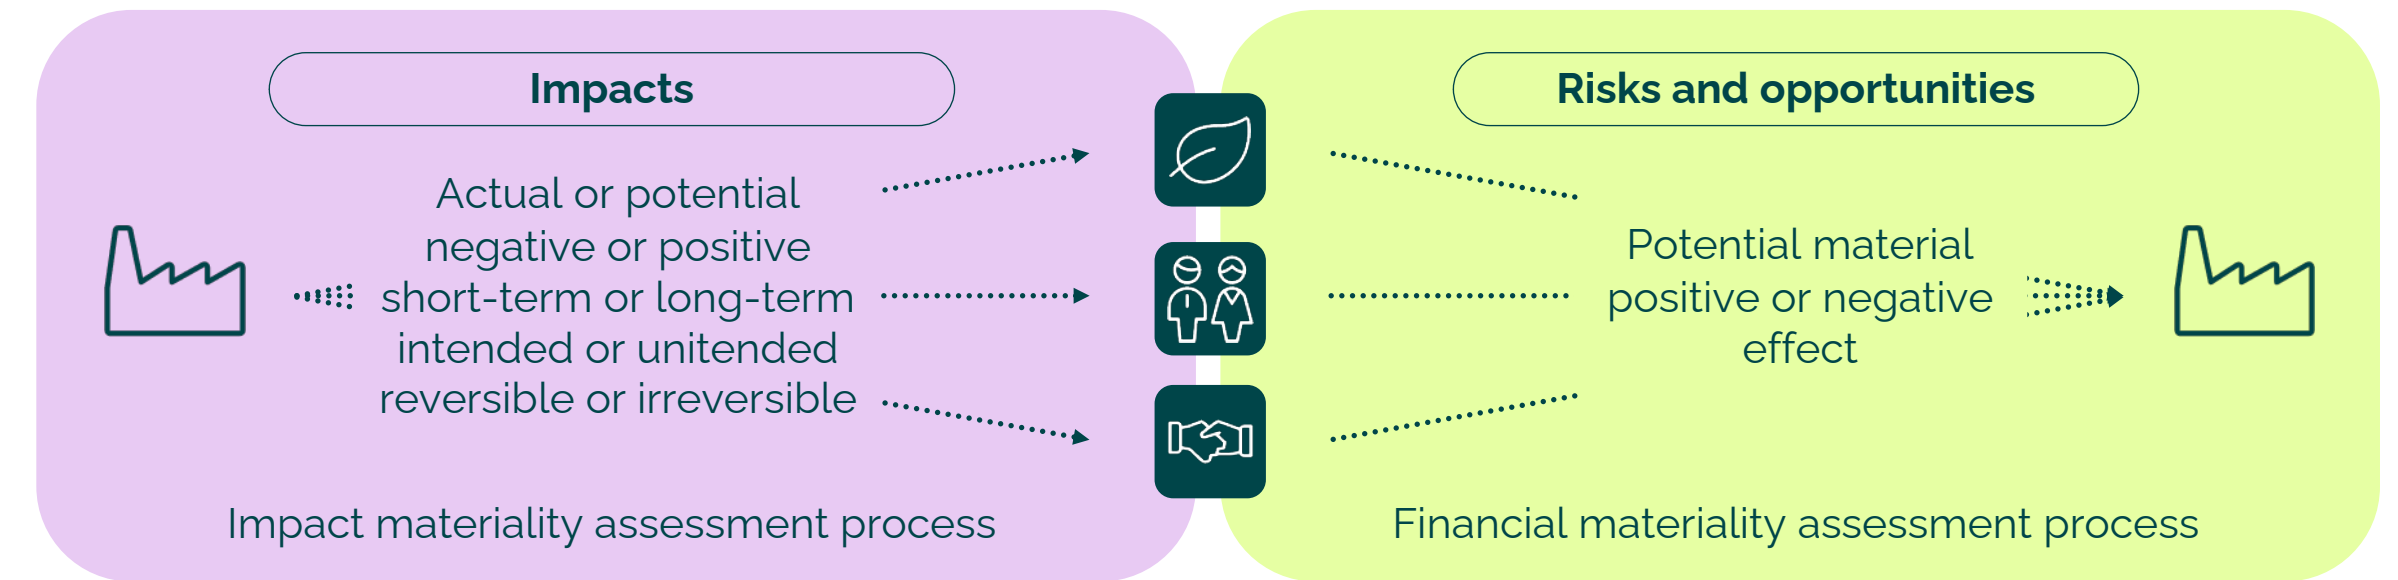 Impacts
Actual or potential
negative or positive
short-term or long-term
intended or unitended
reversible or irreversible
Impact materiality assessment process
Risks and opportunities
Potential material
positive or negative
effect
Financial materiality assessment process